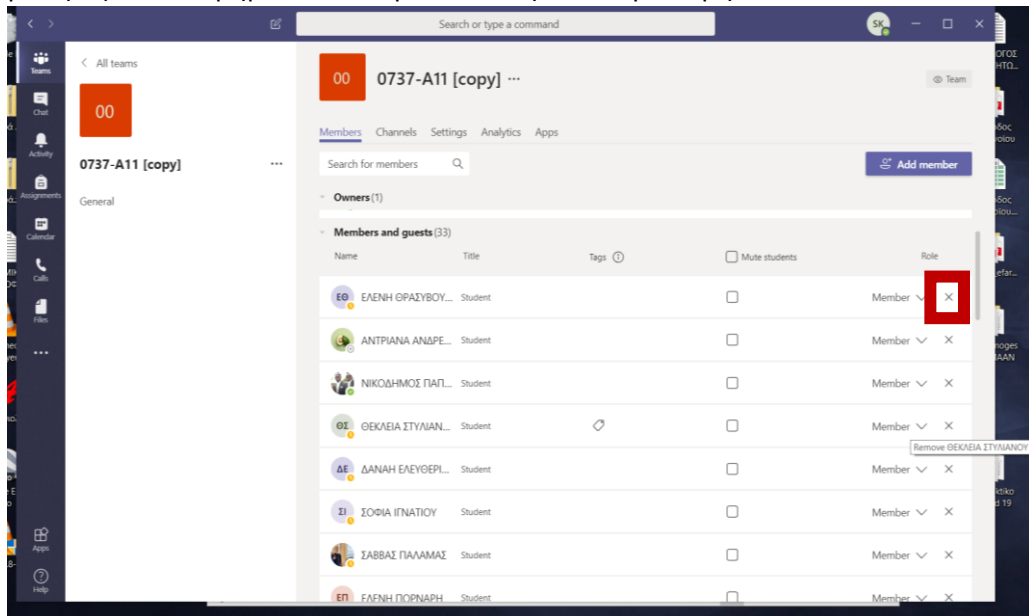 Search or type a command
SK
Teams
Chat
Activity
Assignments
Calendar
Calls
Files
Apps
Help
All teams
00
0737-A11 [copy]
General
00
0737-A11 [copy]
Team
Members Channels Settings Analytics Apps
Search for members
Add member
Owners (1)
Members and guests (33)
Name Title Tags Mute students Role
ΕΘ ΕΛΕΝΗ ΘΡΑΣΥΒΟΥ... Student Member
ΑΝΤΡΙΑΝΑ ΑΝΔΡΕ... Student Member
ΝΙΚΟΔΗΜΟΣ ΠΑΠ... Student Member
ΘΣ ΘΕΚΛΕΙΑ ΣΤΥΛΙΑΝ... Student Member
Remove ΘΕΚΛΕΙΑ ΣΤΥΛΙΑΝΟΥ
ΔΕ ΔΑΝΑΗ ΕΛΕΥΘΕΡΙ... Student Member
ΣΙ ΣΟΦΙΑ ΙΓΝΑΤΙΟΥ Student Member
ΣΑΒΒΑΣ ΠΑΛΑΜΑΣ Student Member
ΕΠ ΕΛΕΝΗ ΠΟΡΝΑΡΗ Student Member